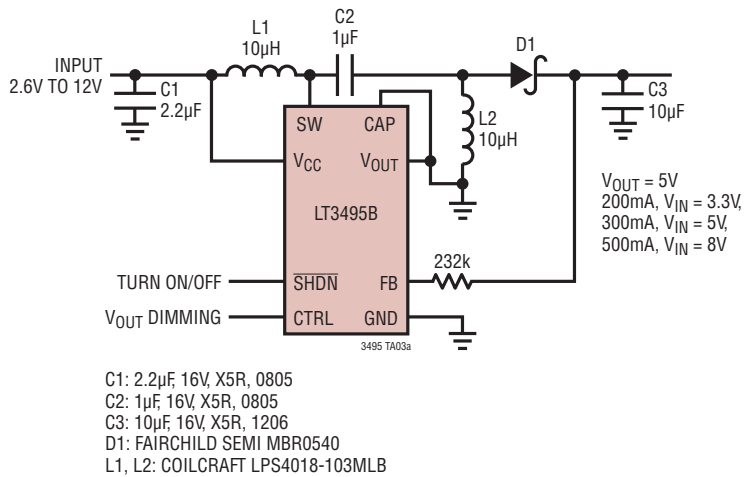 C2
1µF
L1
10µH
D1
INPUT
2.6V TO 12V
C1
2.2µF
C3
10µF
SW
CAP
L2
10µH
VCC
VOUT
LT3495B
VOUT = 5V
200mA, VIN = 3.3V,
300mA, VIN = 5V,
500mA, VIN = 8V
232k
TURN ON/OFF
SHDN
FB
VOUT DIMMING
CTRL
GND
3495 TA03a
C1: 2.2µF, 16V, X5R, 0805
C2: 1µF, 16V, X5R, 0805
C3: 10µF, 16V, X5R, 1206
D1: FAIRCHILD SEMI MBR0540
L1, L2: COILCRAFT LPS4018-103MLB